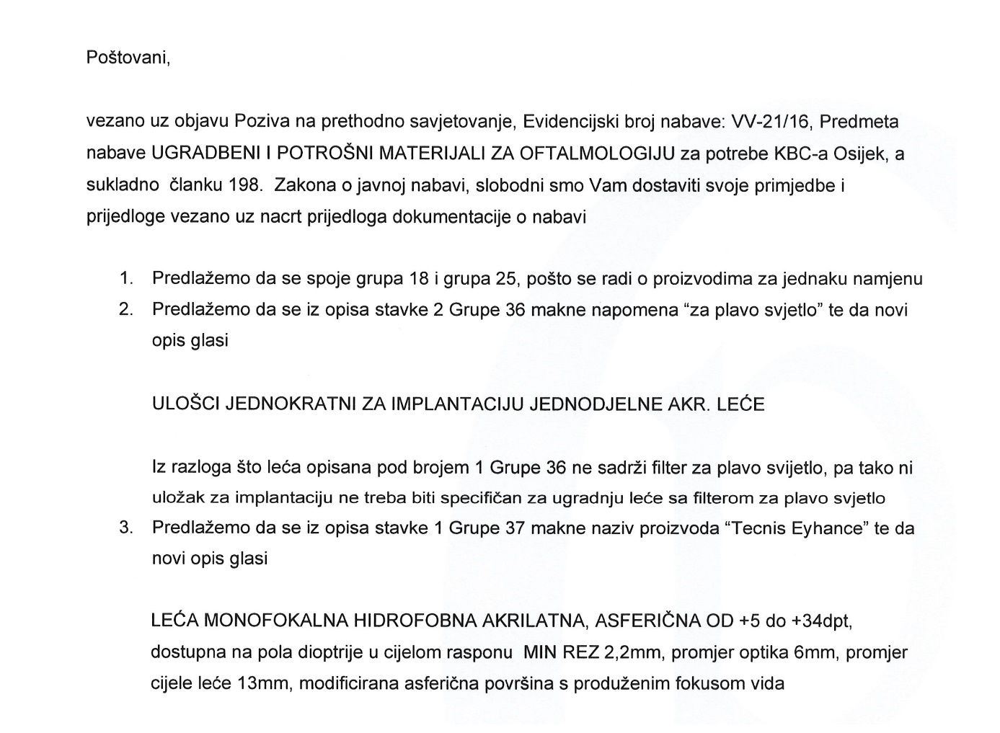 Poštovani,
vezano uz objavu Poziva na prethodno savjetovanje, Evidencijski broj nabave: VV-21/16, Predmeta
nabave UGRADBENI I POTROŠNI MATERIJALI ZA OFTALMOLOGIJU za potrebe KBC-a Osijek, a
sukladno članku 198. Zakona o javnoj nabavi, slobodni smo Vam dostaviti svoje primjedbe i
prijedloge vezano uz nacrt prijedloga dokumentacije o nabavi
1. Predlažemo da se spoje grupa 18 i grupa 25, pošto se radi o proizvodima za jednaku namjenu
2. Predlažemo da se iz opisa stavke 2 Grupe 36 makne napomena “za plavo svjetlo” te da novi
opis glasi
ULOŠCI JEDNOKRATNI ZA IMPLANTACIJU JEDNODJELNE AKR. LEĆE
Iz razloga što leća opisana pod brojem 1 Grupe 36 ne sadrži filter za plavo svijetlo, pa tako ni
uložak za implantaciju ne treba biti specifičan za ugradnju leće sa filterom za plavo svjetlo
3. Predlažemo da se iz opisa stavke 1 Grupe 37 makne naziv proizvoda “Tecnis Eyhance” te da
novi opis glasi
LEĆA MONOFOKALNA HIDROFOBNA AKRILATNA, ASFERIČNA OD +5 do +34dpt,
dostupna na pola dioptrije u cijelom rasponu MIN REZ 2,2mm, promjer optika 6mm, promjer
cijele leće 13mm, modificirana asferična površina s produženim fokusom vida